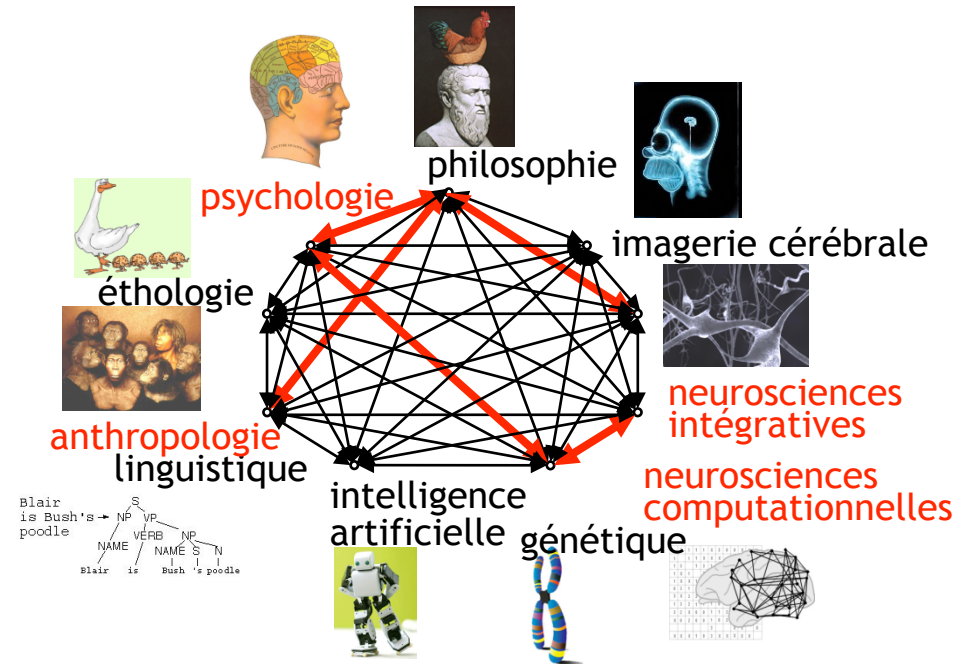 philosophie
psychologie
imagerie cérébrale
éthologie
neurosciences
intégratives
anthropologie
linguistique
neurosciences
computationnelles
intelligence
artificielle
génétique
Blair
is Bush's
poodle
S
NP VP
VERB NP
NAME NAME S N
Blair is Bush 's poodle